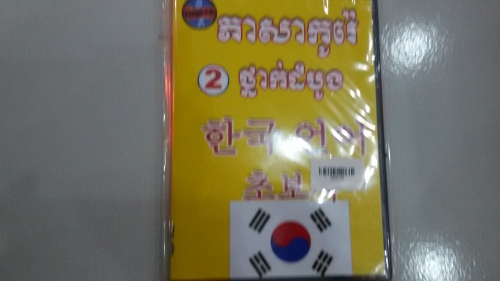 ភាសាកូរ៉េ
2 ថ្នាក់ដំបូង
한국 언어
초보